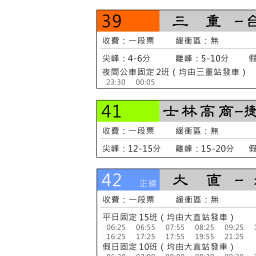 39 三 重 -台
收費：一段票 緩衝區：無
尖峰：4-6分 離峰：5-10分 假
夜間公車固定2班（均由三重站發車）
23:30 00:05
41 士林高商-捷
收費：一段票 緩衝區：無
尖峰：12-15分 離峰：15-20分 假
42 正線 大 直 -
收費：一段票 緩衝區：無
平日固定15班（均由大直站發車）
06:25 06:55 07:55 08:25 09:25
16:25 17:25 17:55 19:55 21:25
假日固定10班（均由大直站發車）